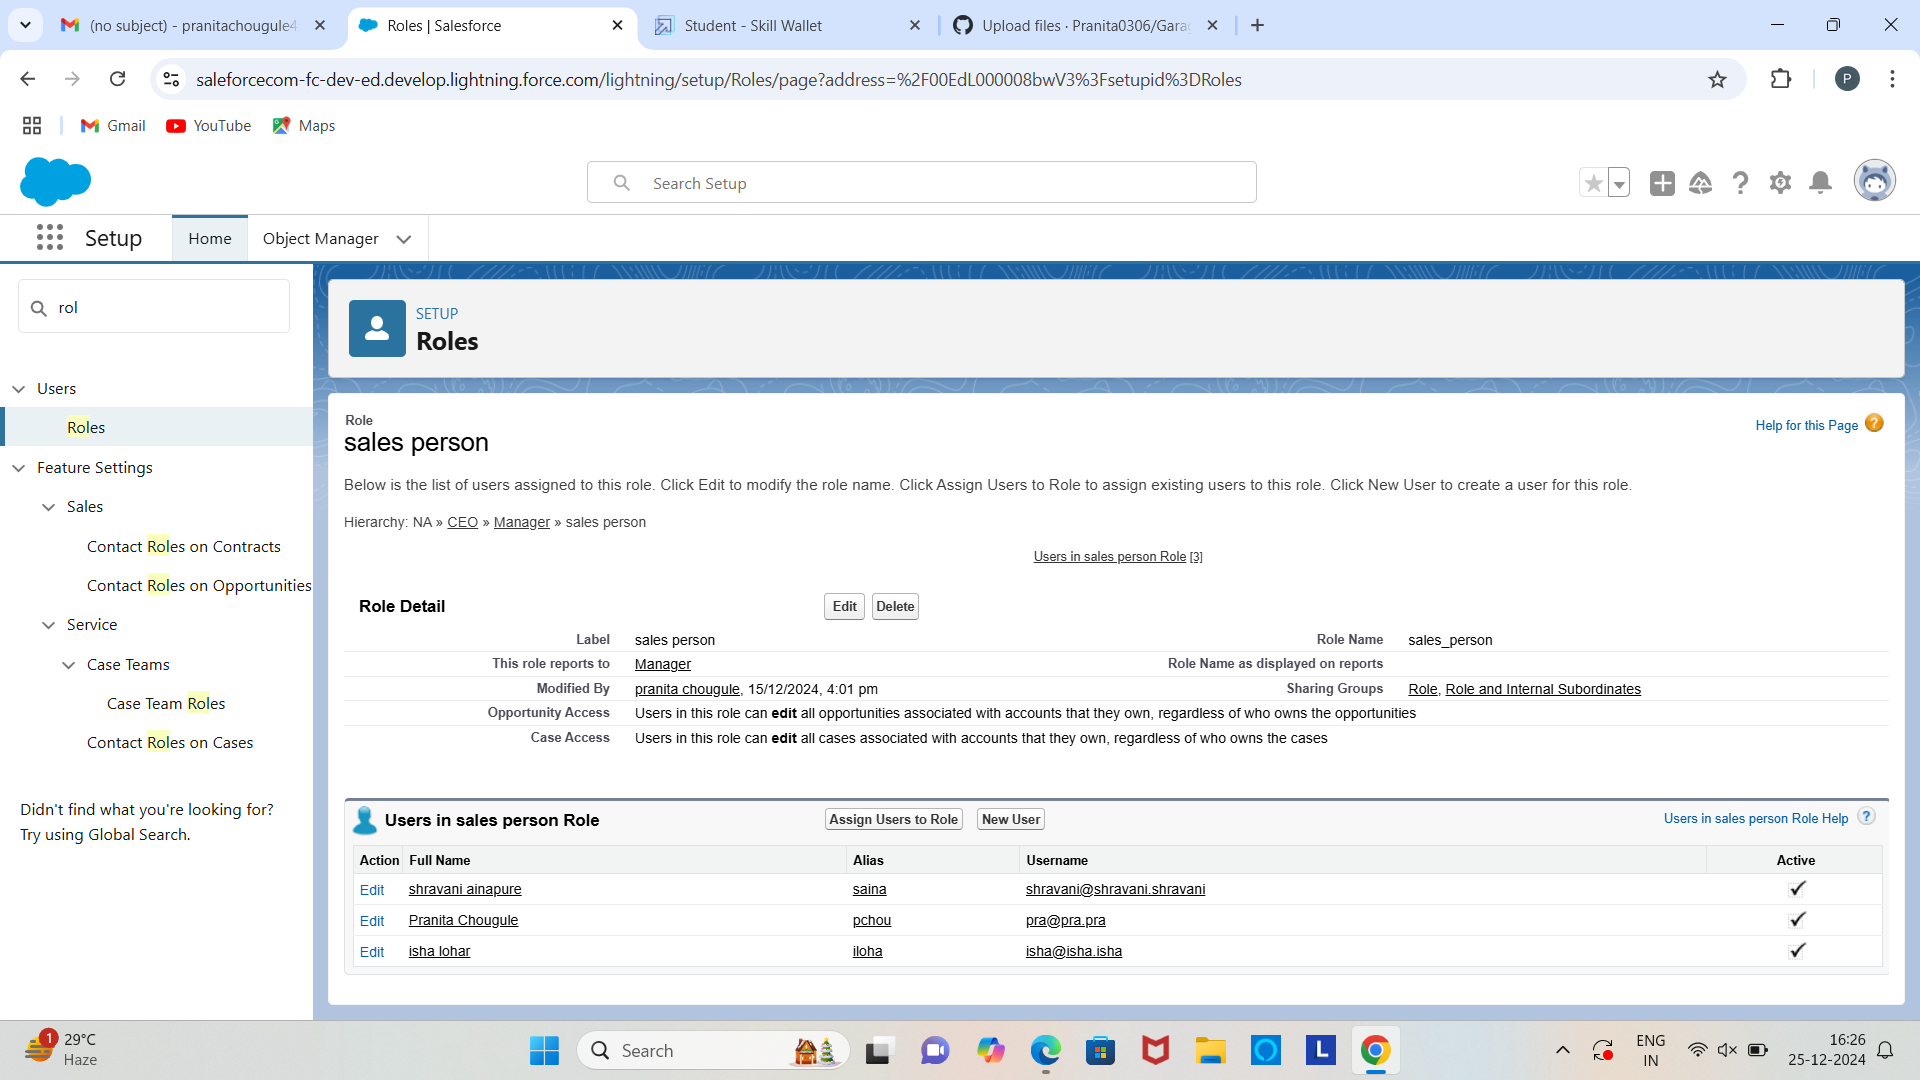 (no subject) - pranitachougule4
Roles | Salesforce
Student - Skill Wallet
Upload files · Pranita0306/Garag
saleforcecom-fc-dev-ed.develop.lightning.force.com/lightning/setup/Roles/page?address=%2F00EdL000008bwV3%3Fsetupid%3DRoles
P
Gmail
YouTube
Maps
Search Setup
Setup
Home
Object Manager
rol
Users
Roles
Feature Settings
Sales
Contact Roles on Contracts
Contact Roles on Opportunities
Service
Case Teams
Case Team Roles
Contact Roles on Cases
Didn't find what you're looking for?
Try using Global Search.
SETUP
Roles
Role
sales person
Help for this Page ?
Below is the list of users assigned to this role. Click Edit to modify the role name. Click Assign Users to Role to assign existing users to this role. Click New User to create a user for this role.
Hierarchy: NA » CEO » Manager » sales person
Users in sales person Role [3]
Role Detail
Edit
Delete
Label sales person
Role Name sales_person
This role reports to Manager
Role Name as displayed on reports
Modified By pranita chougule, 15/12/2024, 4:01 pm
Sharing Groups Role, Role and Internal Subordinates
Opportunity Access Users in this role can edit all opportunities associated with accounts that they own, regardless of who owns the opportunities
Case Access Users in this role can edit all cases associated with accounts that they own, regardless of who owns the cases
Users in sales person Role
Assign Users to Role
New User
Users in sales person Role Help ?
Action Full Name Alias Username Active
Edit shravani ainapure saina shravani@shravani.shravani
Edit Pranita Chougule pchou pra@pra.pra
Edit isha lohar iloha isha@isha.isha
1
29°C
Haze
Search
L
ENG
IN
16:26
25-12-2024